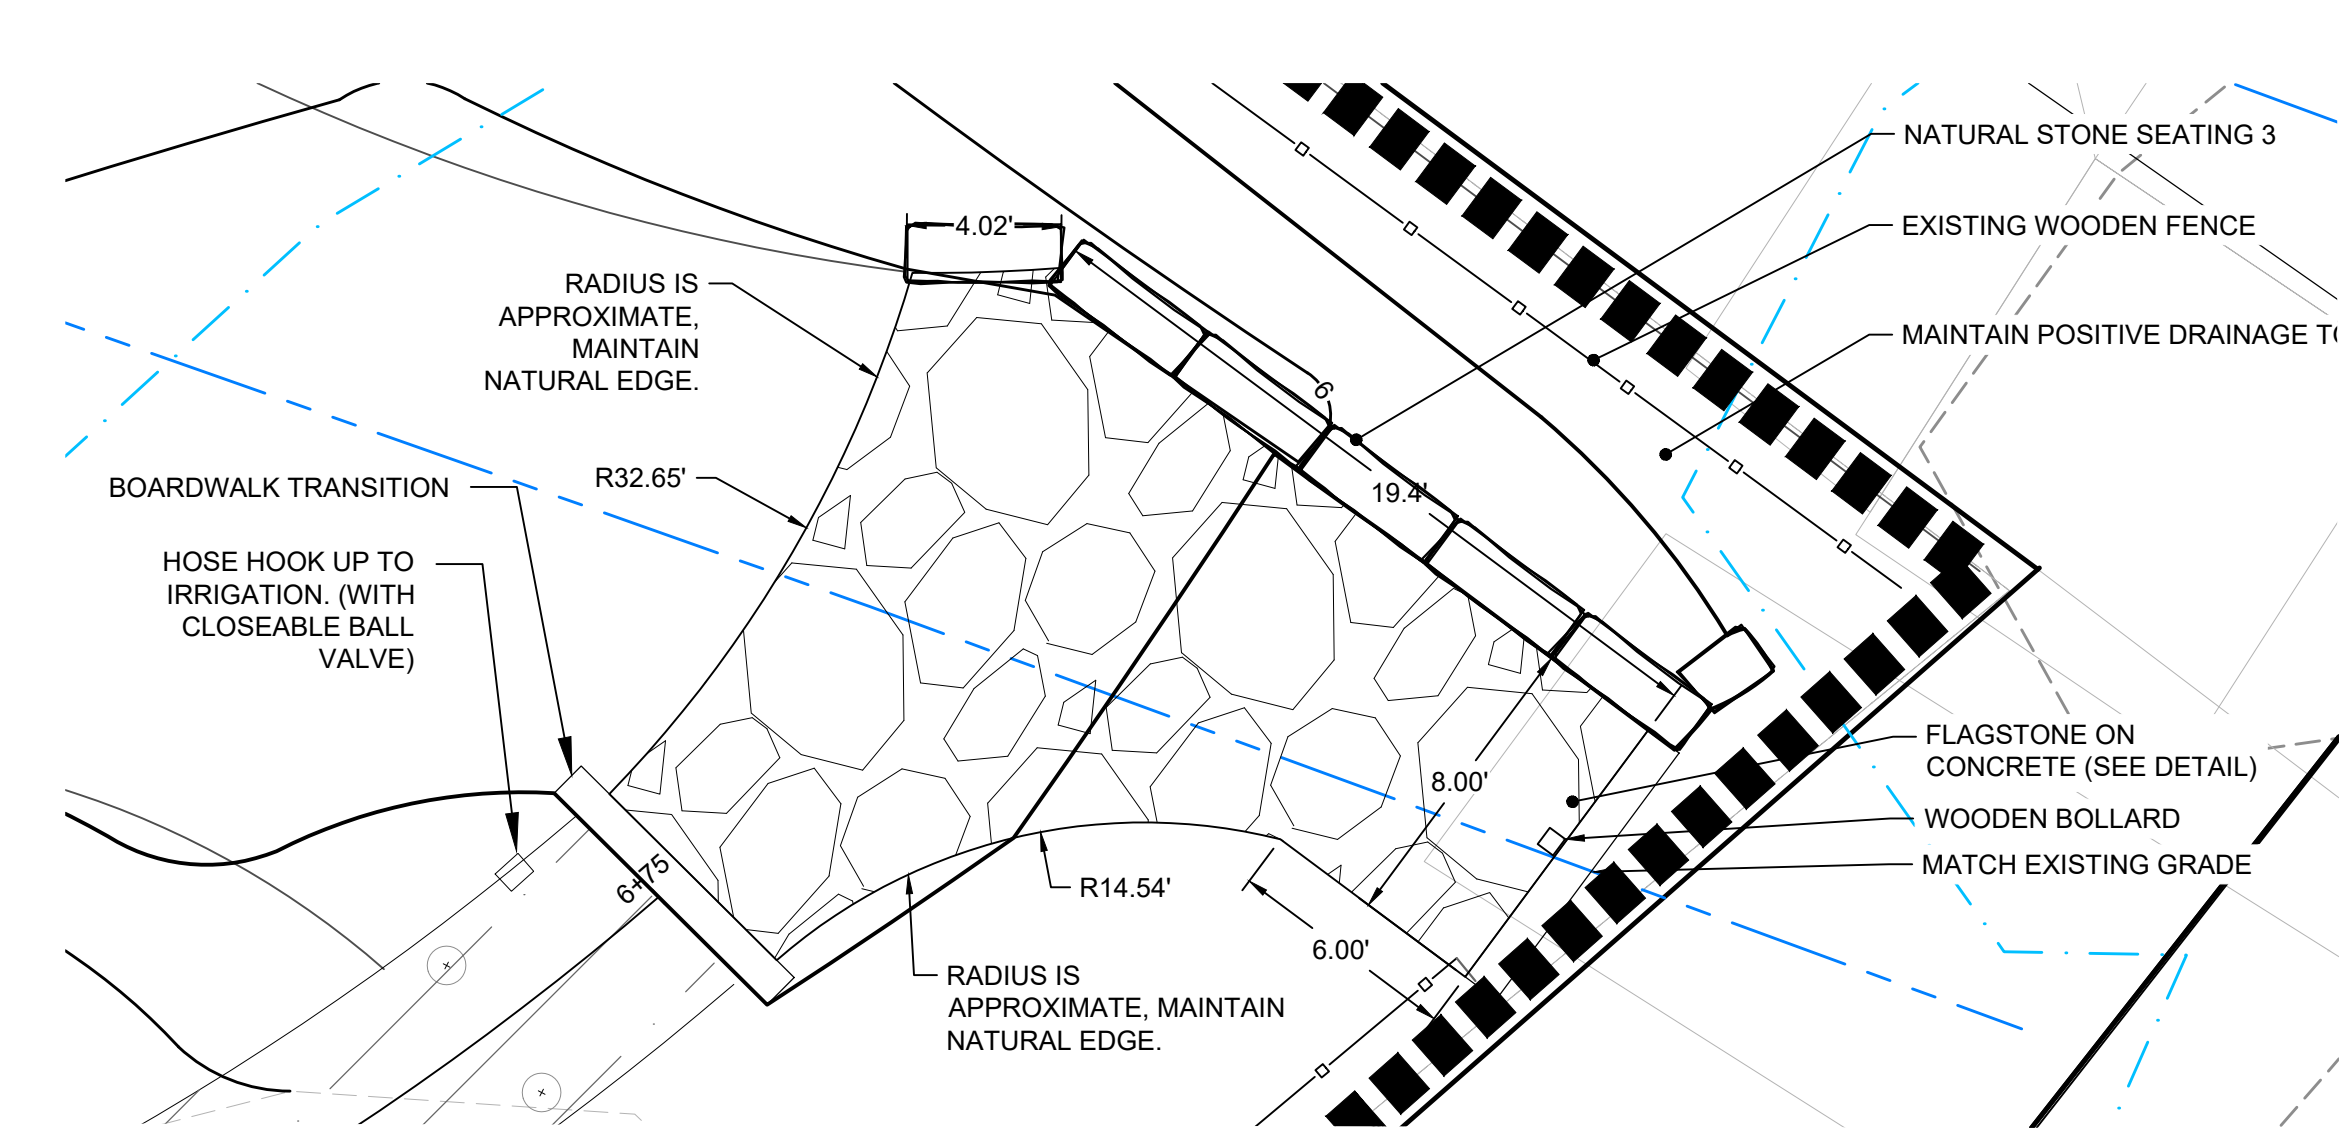 NATURAL STONE SEATING 3
4.02'
EXISTING WOODEN FENCE
RADIUS IS
APPROXIMATE,
MAINTAIN
NATURAL EDGE.
MAINTAIN POSITIVE DRAINAGE TO
6
R32.65'
BOARDWALK TRANSITION
19.4'
HOSE HOOK UP TO
IRRIGATION. (WITH
CLOSEABLE BALL
VALVE)
FLAGSTONE ON
CONCRETE (SEE DETAIL)
8.00'
WOODEN BOLLARD
MATCH EXISTING GRADE
6+75
R14.54'
6.00'
RADIUS IS
APPROXIMATE, MAINTAIN
NATURAL EDGE.